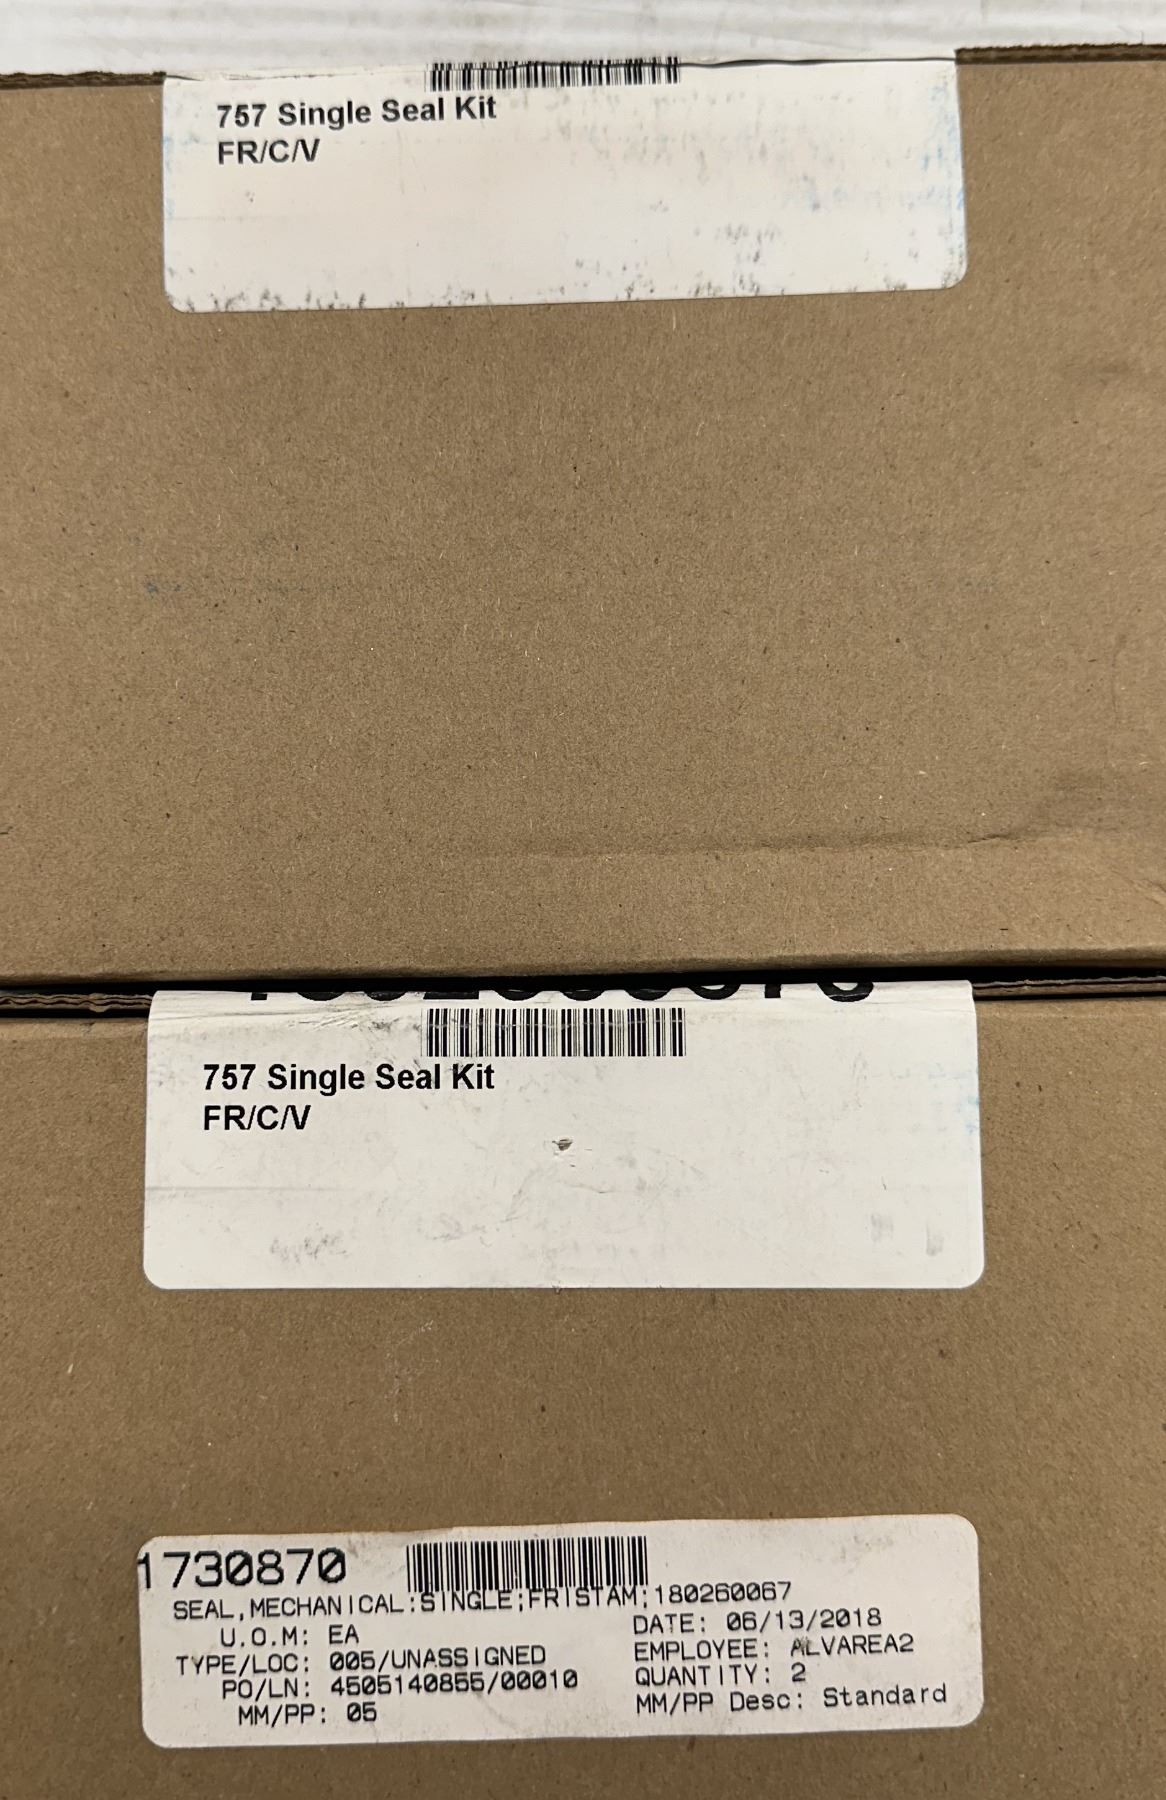 757 Single Seal Kit
FR/C/V
757 Single Seal Kit
FR/C/V
1730870
SEAL,MECHANICAL:SINGLE;FRISTAM;180260067
U.O.M: EA
DATE: 06/13/2018
TYPE/LOC: 005/UNASSIGNED
EMPLOYEE: ALVAREA2
PO/LN: 4505140855/00010
QUANTITY: 2
MM/PP: 05
MM/PP Desc: Standard